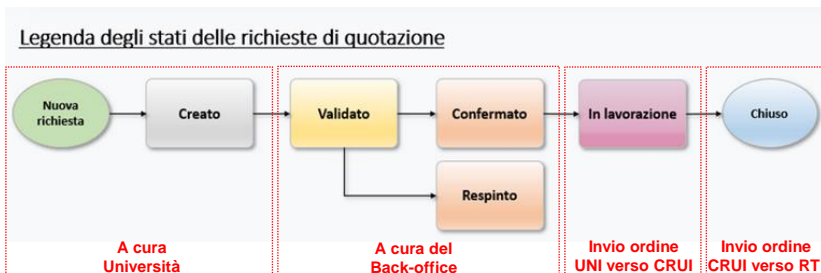 Legenda degli stati delle richieste di quotazione
Nuova
richiesta
Creato
Validato
Confermato
In lavorazione
Chiuso
Respinto
A cura
Università
A cura del
Back-office
Invio ordine
UNI verso CRUI
Invio ordine
CRUI verso RTI